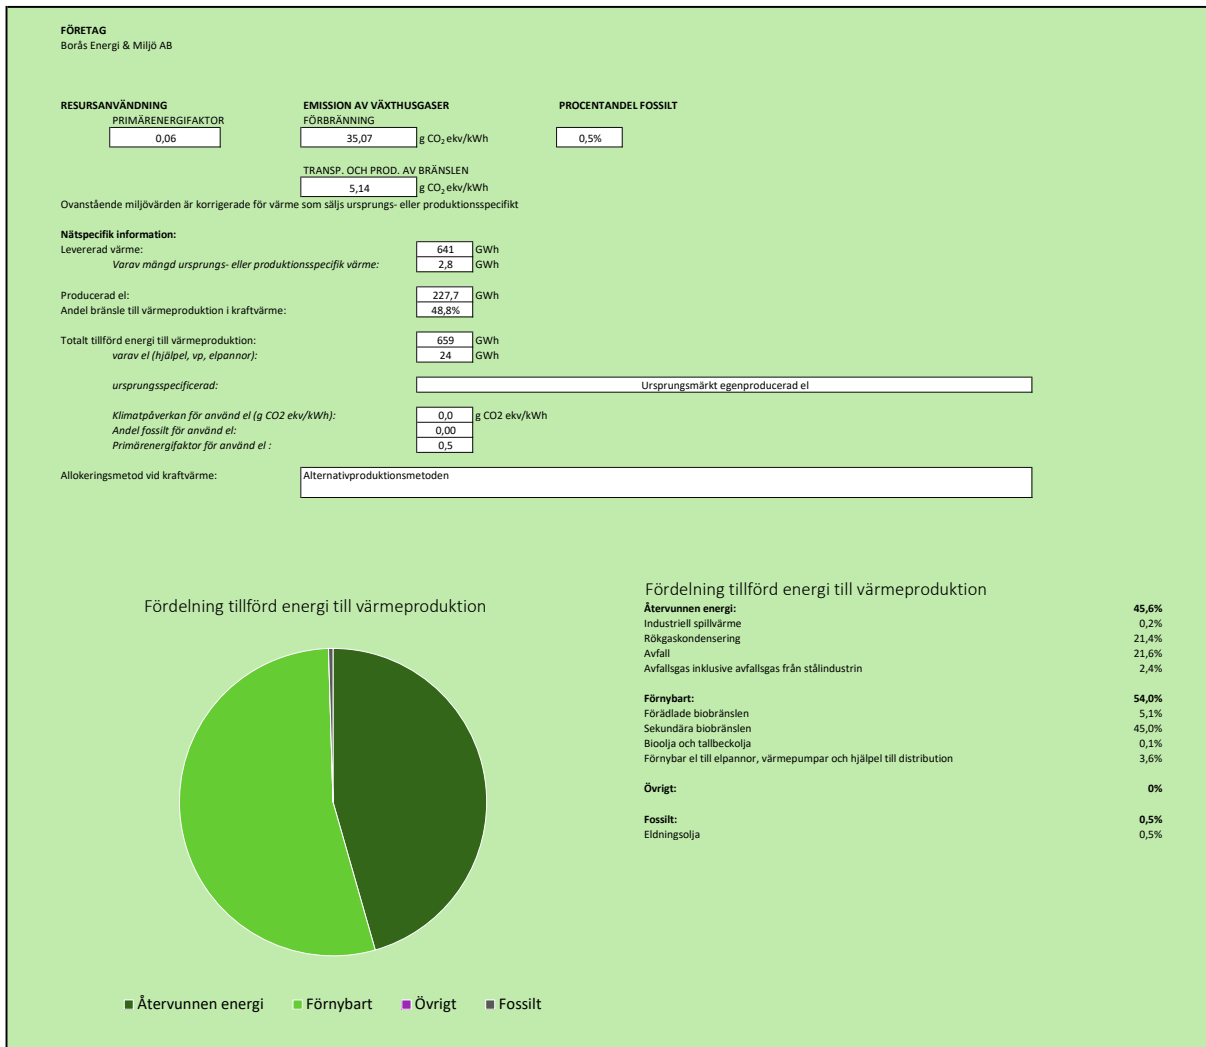 FÖRETAG
Borås Energi & Miljö AB
RESURSANVÄNDNING EMISSION AV VÄXTHUSGASER PROCENTANDEL FOSSILT
PRIMÄRENERGIFAKTOR FÖRBRÄNNING
0,06 35,07 g CO₂ ekv/kWh 0,5%
TRANSP. OCH PROD. AV BRÄNSLEN
5,14 g CO₂ ekv/kWh
Ovanstående miljövärden är korrigerade för värme som säljs ursprungs- eller produktionsspecifikt
Nätspecifik information:
Levererad värme: 641 GWh
Varav mängd ursprungs- eller produktionsspecifik värme: 2,8 GWh
Producerad el: 227,7 GWh
Andel bränsle till värmeproduktion i kraftvärme: 48,8%
Totalt tillförd energi till värmeproduktion: 659 GWh
varav el (hjälpel, vp, elpannor): 24 GWh
ursprungsspecificerad: Ursprungsmärkt egenproducerad el
Klimatpåverkan för använd el (g CO2 ekv/kWh): 0,0 g CO2 ekv/kWh
Andel fossilt för använd el: 0,00
Primärenergifaktor för använd el : 0,5
Allokeringsmetod vid kraftvärme: Alternativproduktionsmetoden
Fördelning tillförd energi till värmeproduktion
Återvunnen energi
Förnybart
Övrigt
Fossilt
Fördelning tillförd energi till värmeproduktion
Återvunnen energi: 45,6%
Industriell spillvärme 0,2%
Rökgaskondensering 21,4%
Avfall 21,6%
Avfallsgas inklusive avfallsgas från stålindustrin 2,4%
Förnybart: 54,0%
Förädlade biobränslen 5,1%
Sekundära biobränslen 45,0%
Bioolja och tallbeckolja 0,1%
Förnybar el till elpannor, värmepumpar och hjälpel till distribution 3,6%
Övrigt: 0%
Fossilt: 0,5%
Eldningsolja 0,5%